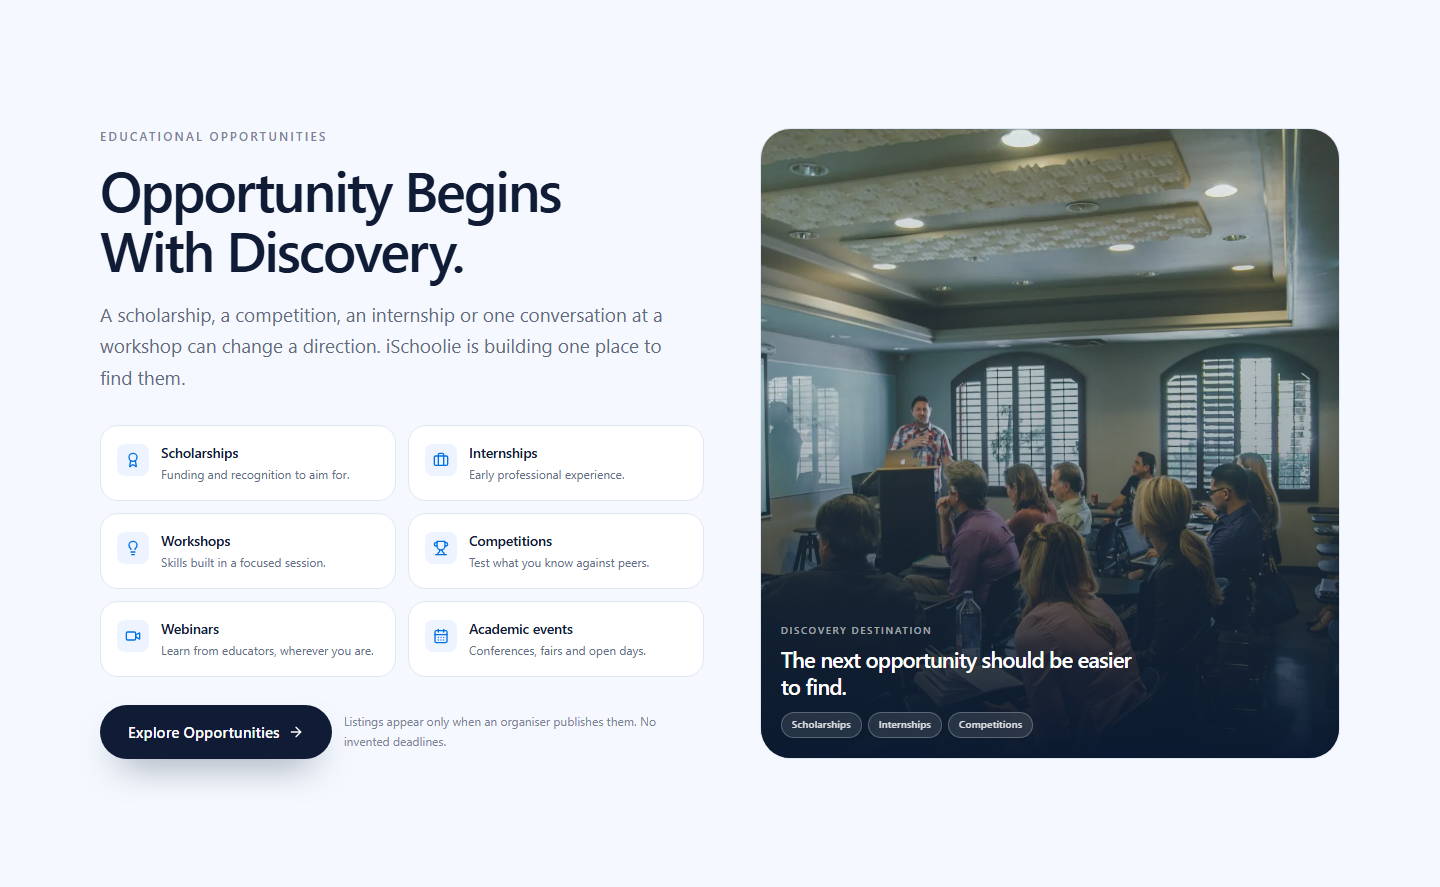 EDUCATIONAL OPPORTUNITIES
Opportunity Begins
With Discovery.
A scholarship, a competition, an internship or one conversation at a
workshop can change a direction. iSchoolie is building one place to
find them.
Scholarships
Funding and recognition to aim for.
Internships
Early professional experience.
Workshops
Skills built in a focused session.
Competitions
Test what you know against peers.
Webinars
Learn from educators, wherever you are.
Academic events
Conferences, fairs and open days.
Explore Opportunities
Listings appear only when an organiser publishes them. No
invented deadlines.
DISCOVERY DESTINATION
The next opportunity should be easier
to find.
Scholarships
Internships
Competitions